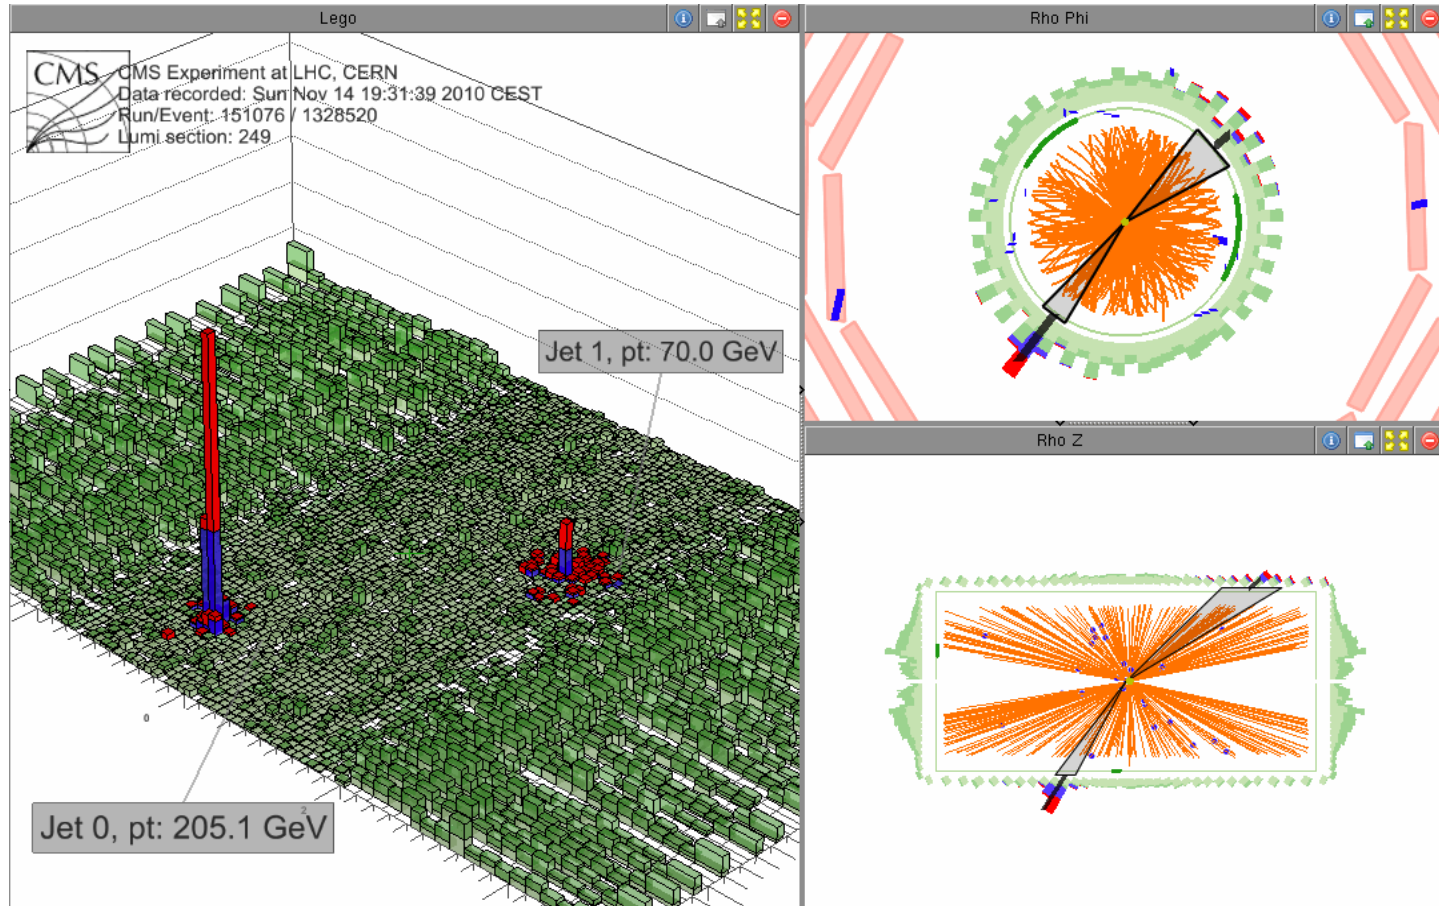 Lego
CMS
CMS Experiment at LHC, CERN
Data recorded: Sun Nov 14 19:31:39 2010 CEST
Run/Event: 151076 / 1328520
Lumi section: 249
Jet 1, pt: 70.0 GeV
0
2
Jet 0, pt: 205.1 GeV
Rho Phi
Rho Z